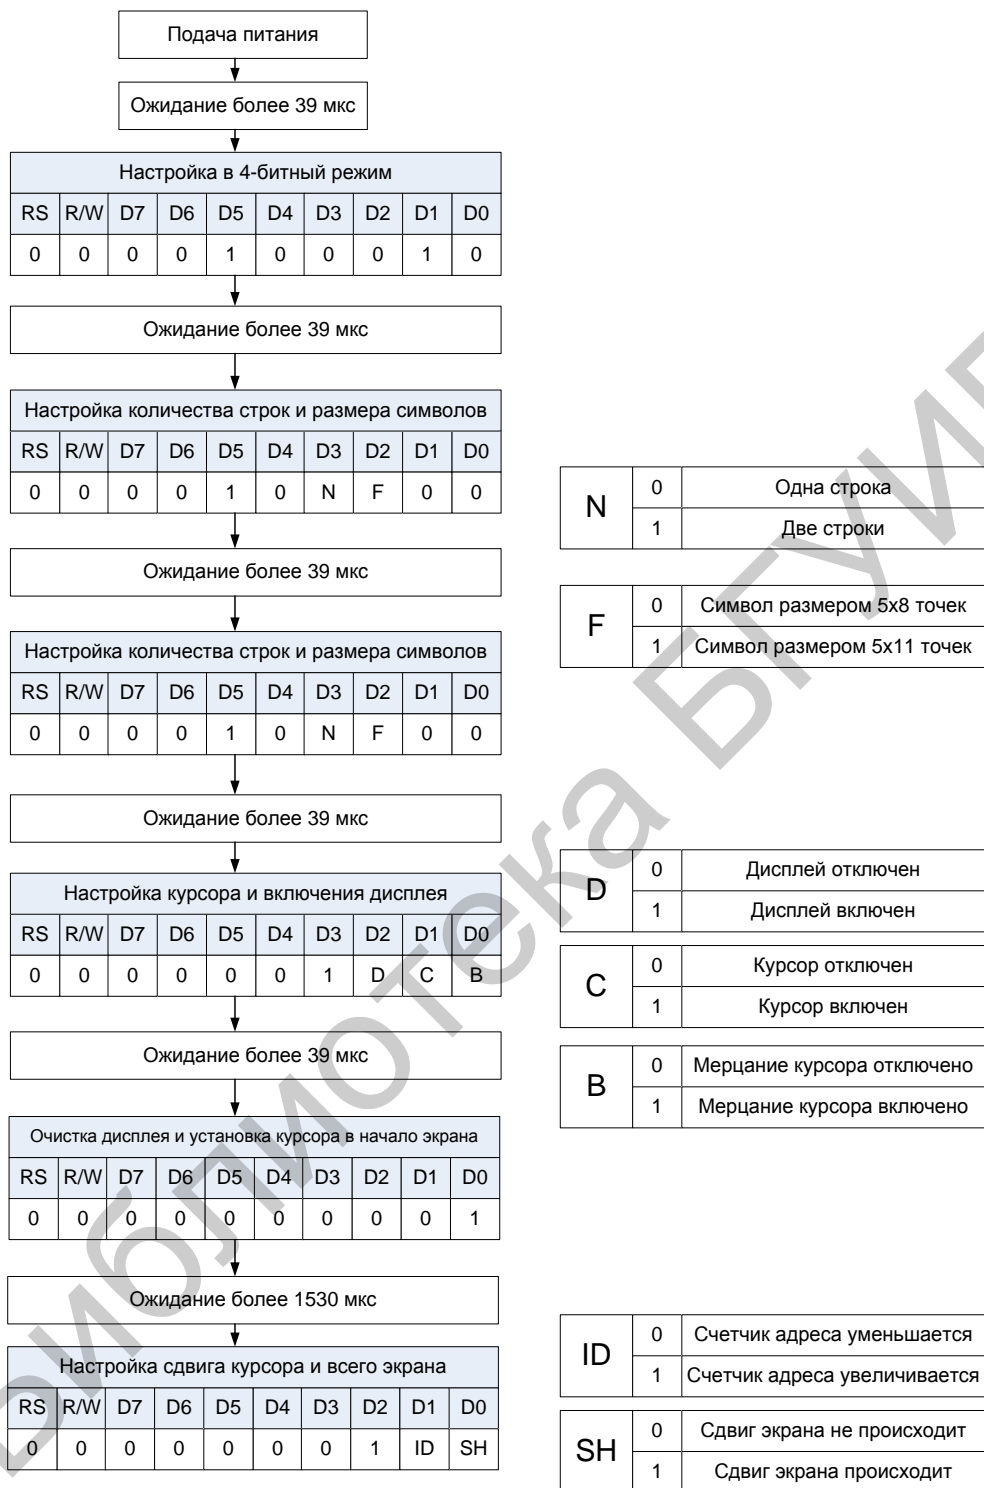 Подача питания
Ожидание более 39 мкс
Настройка в 4-битный режим
RS R/W D7 D6 D5 D4 D3 D2 D1 D0
0 0 0 0 1 0 0 0 1 0
Ожидание более 39 мкс
Настройка количества строк и размера символов
RS R/W D7 D6 D5 D4 D3 D2 D1 D0
0 0 0 0 1 0 N F 0 0
N
0 Одна строка
1 Две строки
Ожидание более 39 мкс
F
0 Символ размером 5x8 точек
1 Символ размером 5x11 точек
Настройка количества строк и размера символов
RS R/W D7 D6 D5 D4 D3 D2 D1 D0
0 0 0 0 1 0 N F 0 0
Ожидание более 39 мкс
Настройка курсора и включения дисплея
RS R/W D7 D6 D5 D4 D3 D2 D1 D0
0 0 0 0 0 0 1 D C B
D
0 Дисплей отключен
1 Дисплей включен
C
0 Курсор отключен
1 Курсор включен
Ожидание более 39 мкс
B
0 Мерцание курсора отключено
1 Мерцание курсора включено
Очистка дисплея и установка курсора в начало экрана
RS R/W D7 D6 D5 D4 D3 D2 D1 D0
0 0 0 0 0 0 0 0 0 1
Ожидание более 1530 мкс
Настройка сдвига курсора и всего экрана
RS R/W D7 D6 D5 D4 D3 D2 D1 D0
0 0 0 0 0 0 0 1 ID SH
ID
0 Счетчик адреса уменьшается
1 Счетчик адреса увеличивается
SH
0 Сдвиг экрана не происходит
1 Сдвиг экрана происходит
Библиотека БГУИР